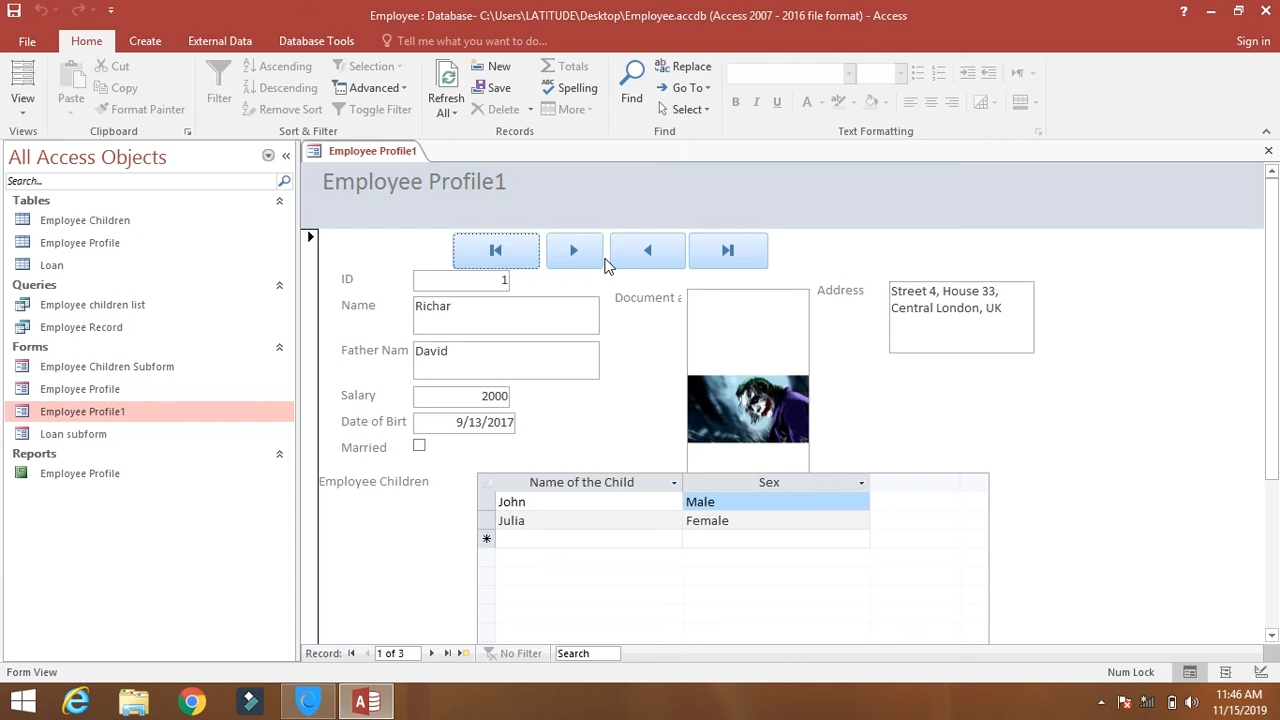 Employee : Database- C:\Users\LATITUDE\Desktop\Employee.accdb (Access 2007 - 2016 file format) - Access
?
File Home Create External Data Database Tools Tell me what you want to do... Sign in
View
Views
Paste
Cut
Copy
Format Painter
Clipboard
Filter
Ascending
Descending
Remove Sort
Selection
Advanced
Toggle Filter
Sort & Filter
Refresh
All
New
Save
Delete
Totals
Spelling
More
Records
Find
Replace
Go To
Select
Find
B I U A
Text Formatting
All Access Objects
Search...
Tables
Employee Children
Employee Profile
Loan
Queries
Employee children list
Employee Record
Forms
Employee Children Subform
Employee Profile
Employee Profile1
Loan subform
Reports
Employee Profile
Employee Profile1
Employee Profile1
ID 1
Name Richar
Father Nam David
Salary 2000
Date of Birt 9/13/2017
Married
Document a
Address Street 4, House 33,
Central London, UK
Employee Children
Name of the Child Sex
John Male
Julia Female
Record: 1 of 3 No Filter Search
Form View Num Lock
11:46 AM
11/15/2019